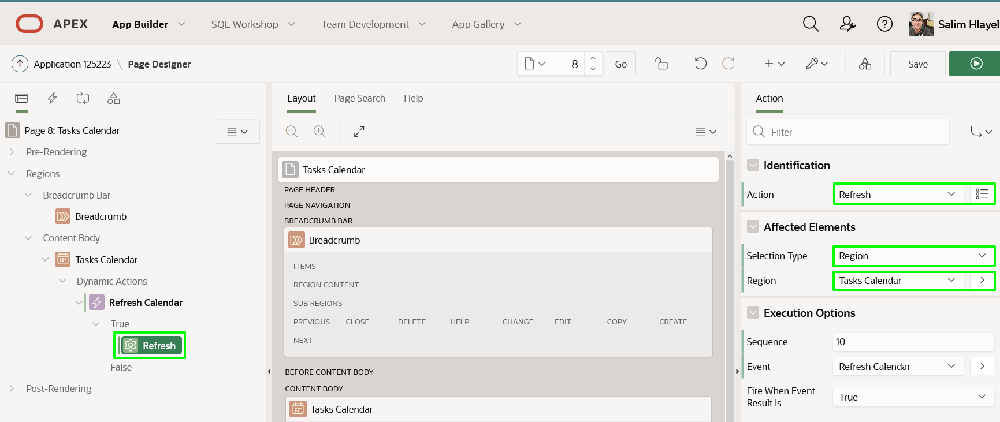 APEX App Builder SQL Workshop Team Development App Gallery Salim Hlayel
Application 125223 \ Page Designer 8 Go Save
Page 8: Tasks Calendar
Pre-Rendering
Regions
Breadcrumb Bar
Breadcrumb
Content Body
Tasks Calendar
Dynamic Actions
Refresh Calendar
True
Refresh
False
Post-Rendering
Layout Page Search Help
Tasks Calendar
PAGE HEADER
PAGE NAVIGATION
BREADCRUMB BAR
Breadcrumb
ITEMS
REGION CONTENT
SUB REGIONS
PREVIOUS CLOSE DELETE HELP CHANGE EDIT COPY CREATE
NEXT
BEFORE CONTENT BODY
CONTENT BODY
Tasks Calendar
Action
Filter
Identification
Action Refresh
Affected Elements
Selection Type Region
Region Tasks Calendar
Execution Options
Sequence 10
Event Refresh Calendar
Fire When Event
Result Is True